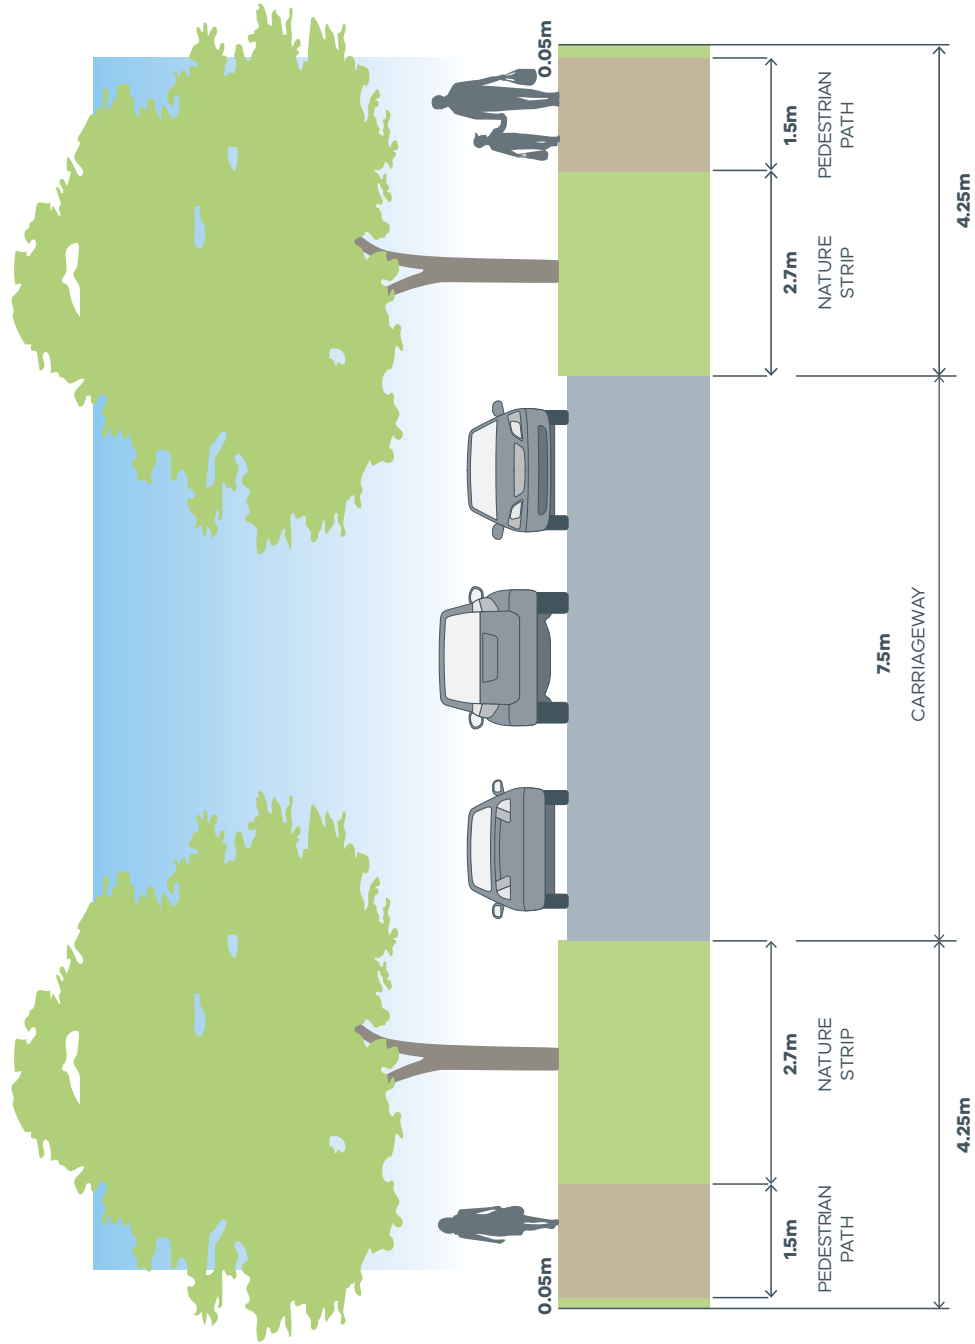 0.05m
0.05m
1.5m
PEDESTRIAN
PATH
2.7m
NATURE
STRIP
7.5m
CARRIAGEWAY
2.7m
NATURE
STRIP
1.5m
PEDESTRIAN
PATH
4.25m
4.25m